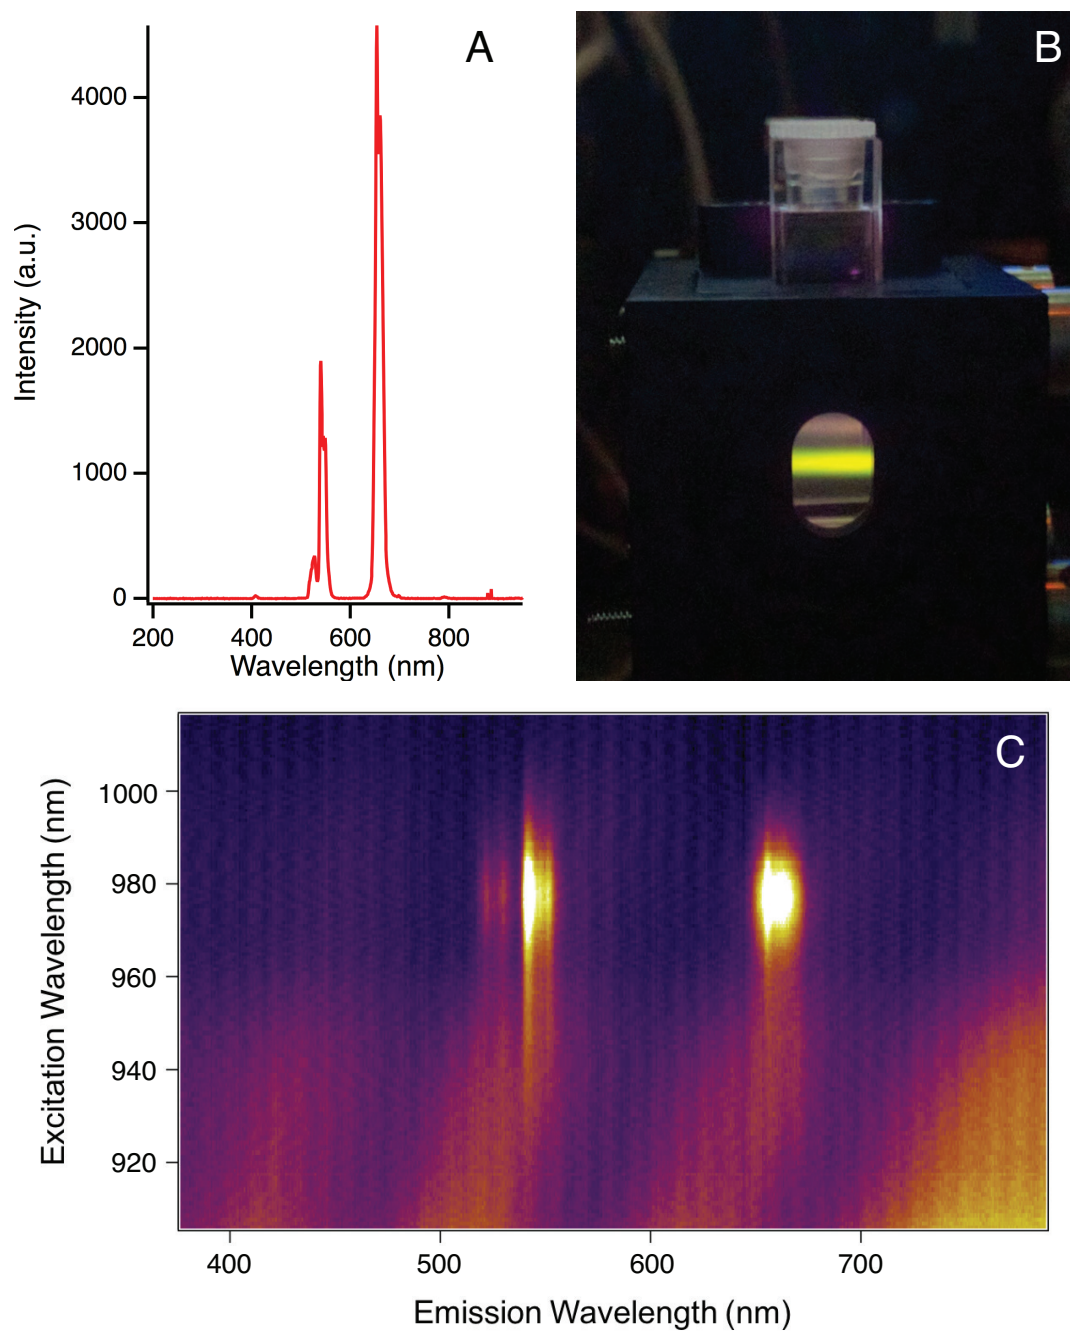 A
Intensity (a.u.)
4000
3000
2000
1000
0
200 400 600 800
Wavelength (nm)
B
C
Excitation Wavelength (nm)
1000
980
960
940
920
400 500 600 700
Emission Wavelength (nm)